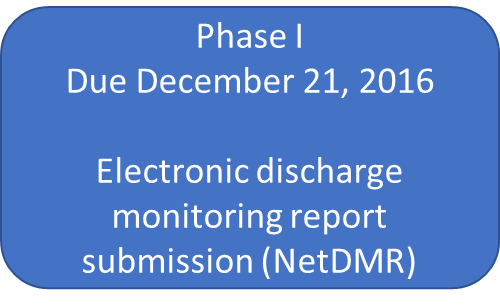 Phase I
Due December 21, 2016
Electronic discharge
monitoring report
submission (NetDMR)